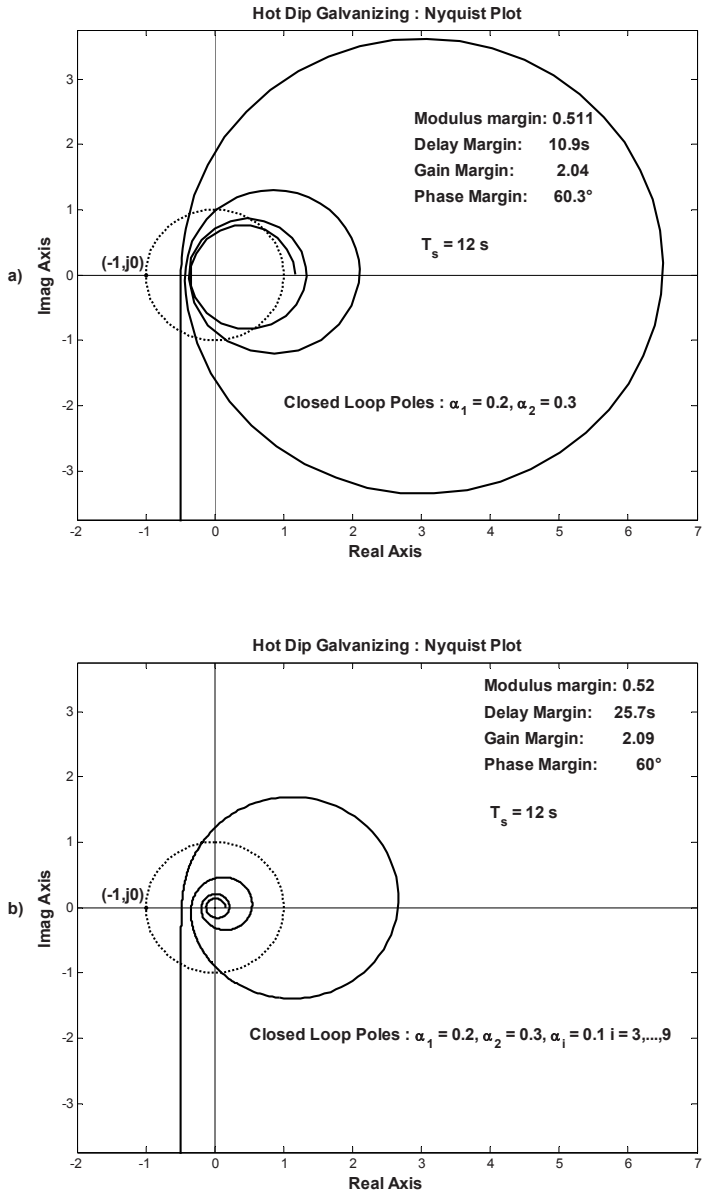 Hot Dip Galvanizing : Nyquist Plot
3
2
1
0
-1
-2
-3
-2
-1
0
1
2
3
4
5
6
7
Imag Axis
Real Axis
a)
(-1,j0)
Modulus margin: 0.511
Delay Margin: 10.9s
Gain Margin: 2.04
Phase Margin: 60.3°
T_s = 12 s
Closed Loop Poles : α_1 = 0.2, α_2 = 0.3
Hot Dip Galvanizing : Nyquist Plot
3
2
1
0
-1
-2
-3
-2
-1
0
1
2
3
4
5
6
7
Imag Axis
Real Axis
b)
(-1,j0)
Modulus margin: 0.52
Delay Margin: 25.7s
Gain Margin: 2.09
Phase Margin: 60°
T_s = 12 s
Closed Loop Poles : α_1 = 0.2, α_2 = 0.3, α_i = 0.1 i = 3,...,9